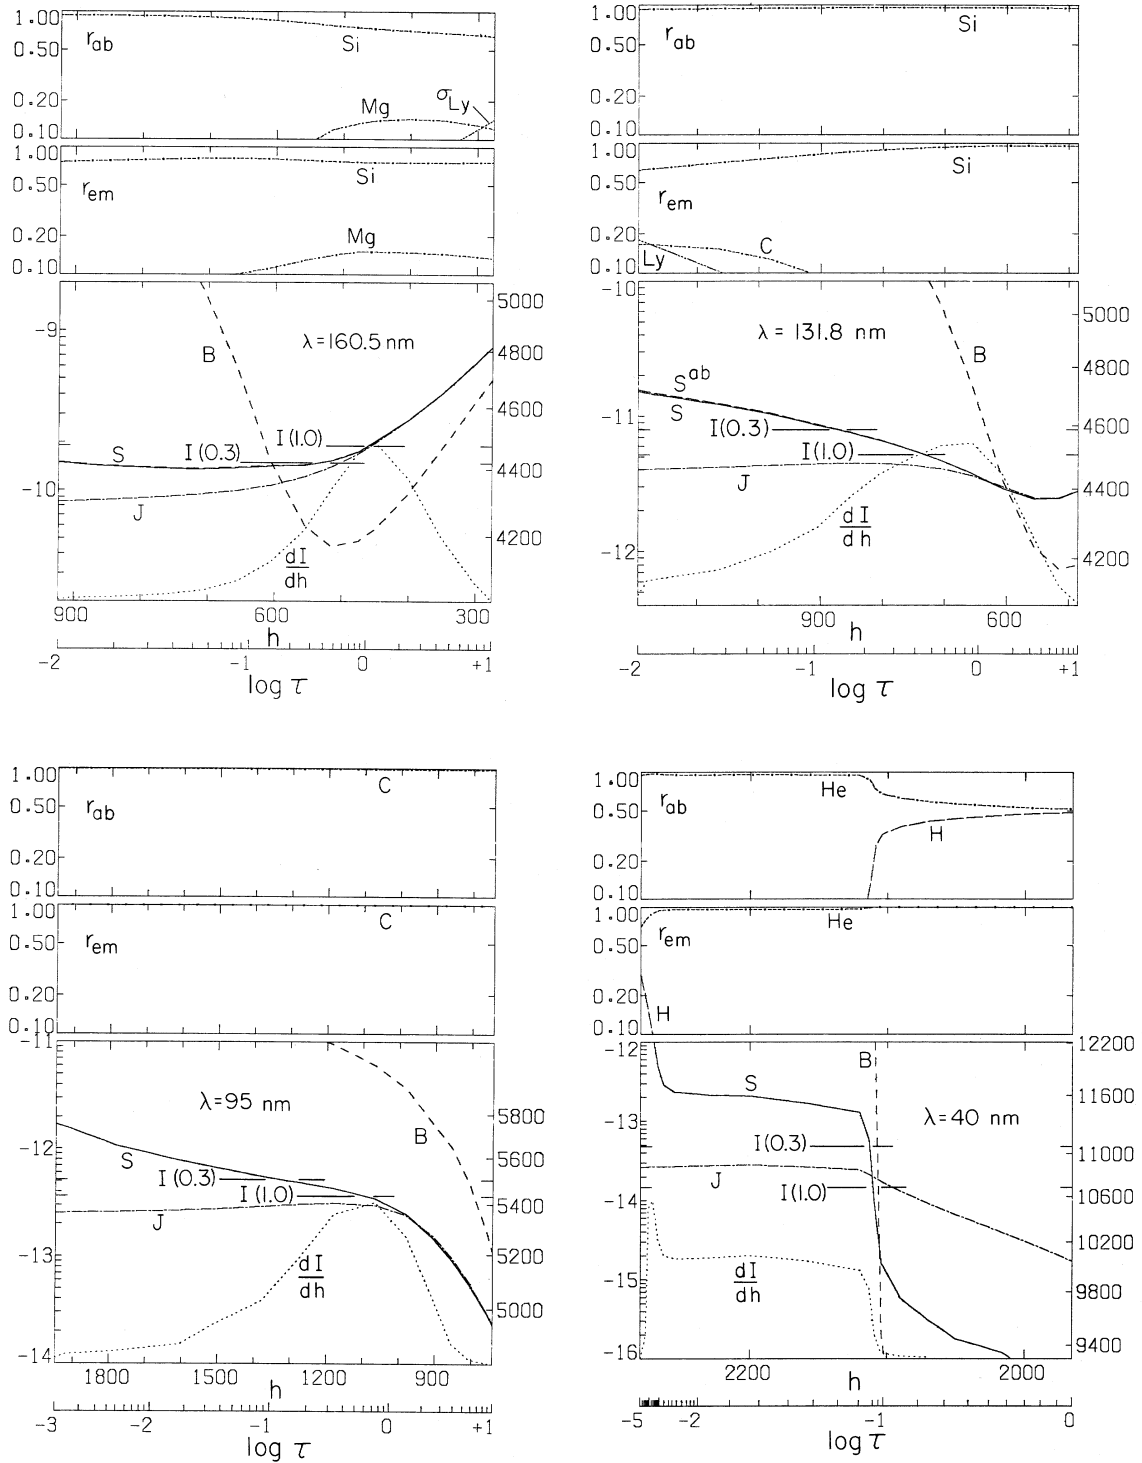 1.00
0.50
0.20
0.10
r_ab
Si
Mg
σ_Ly
1.00
0.50
0.20
0.10
r_em
Si
Mg
-9
-10
5000
4800
4600
4400
4200
λ=160.5 nm
B
S
I(0.3)
I(1.0)
J
dI
dh
900
600
300
h
-2
-1
0
+1
log τ
1.00
0.50
0.20
0.10
r_ab
Si
1.00
0.50
0.20
0.10
r_em
Si
C
Ly
-10
-11
-12
5000
4800
4600
4400
4200
λ = 131.8 nm
B
S^ab
S
I(0.3)
I(1.0)
J
dI
dh
900
600
h
-2
-1
0
+1
log τ
1.00
0.50
0.20
0.10
r_ab
C
1.00
0.50
0.20
0.10
r_em
C
-11
-12
-13
-14
5800
5600
5400
5200
5000
λ=95 nm
B
S
I(0.3)
I(1.0)
J
dI
dh
1800
1500
1200
900
h
-3
-2
-1
0
+1
log τ
1.00
0.50
0.20
0.10
r_ab
He
H
1.00
0.50
0.20
0.10
r_em
He
H
-12
-13
-14
-15
-16
12200
11600
11000
10600
10200
9800
9400
B
S
λ=40 nm
I(0.3)
J
I(1.0)
dI
dh
2200
2000
h
-5
-2
-1
0
log τ